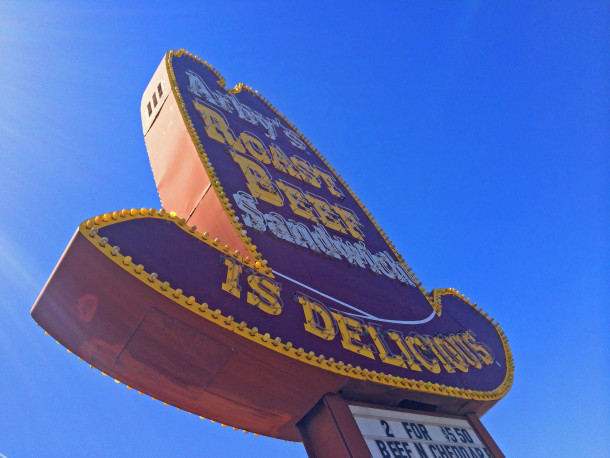 Arby's
ROAST
BEEF
Sandwich
IS DELICIOUS
2 FOR $5 50
BEEF N CHEDDAR